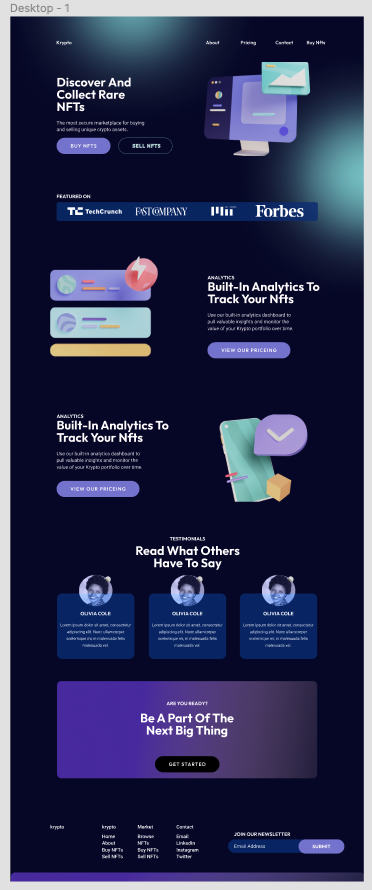 Desktop - 1
Krypto
About Pricing Contact Buy Nfts
Discover And
Collect Rare
NFTs
The most secure marketplace for buying
and selling unique crypto assets.
BUY NFTS SELL NFTS
FEATURED ON
TechCrunch FAST COMPANY Forbes
ANALYTICS
Built-In Analytics To
Track Your Nfts
Use our built-in analytics dashboard to
pull valuable insights and monitor the
value of your Krypto portfolio over time.
VIEW OUR PRICEING
ANALYTICS
Built-In Analytics To
Track Your Nfts
Use our built-in analytics dashboard to
pull valuable insights and monitor the
value of your Krypto portfolio over time.
VIEW OUR PRICEING
TESTIMONIALS
Read What Others
Have To Say
OLIVIA COLE OLIVIA COLE OLIVIA COLE
Lorem ipsum dolor sit amet, consectetur Lorem ipsum dolor sit amet, consectetur Lorem ipsum dolor sit amet, consectetur
adipiscing elit. Nunc ullamcorper adipiscing elit. Nunc ullamcorper adipiscing elit. Nunc ullamcorper
scelerisque mi in malesuada. malesuada vel. scelerisque mi in malesuada. malesuada vel. scelerisque mi in malesuada. malesuada vel.
ARE YOU READY?
Be A Part Of The
Next Big Thing
GET STARTED
krypto
krypto Market Contact
Home Browse Email
About NFTs LinkedIn
Buy NFTs Buy NFTs Instagram
Sell NFTs Sell NFTs Twitter
JOIN OUR NEWSLETTER
Email Address SUBMIT